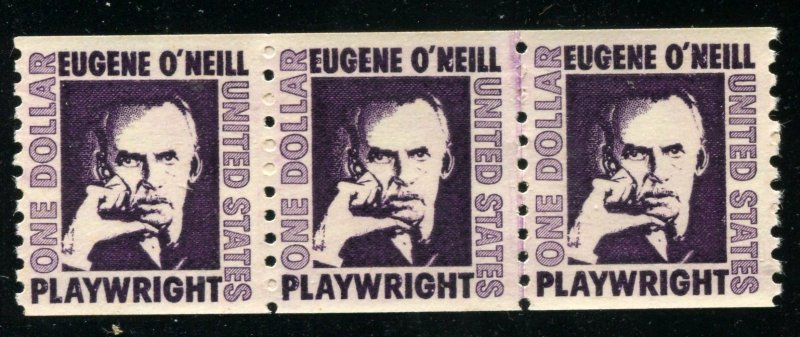 EUGENE O'NEILL
ONE DOLLAR
UNITED STATES
PLAYWRIGHT
EUGENE O'NEILL
ONE DOLLAR
UNITED STATES
PLAYWRIGHT
EUGENE O'NEILL
ONE DOLLAR
UNITED STATES
PLAYWRIGHT